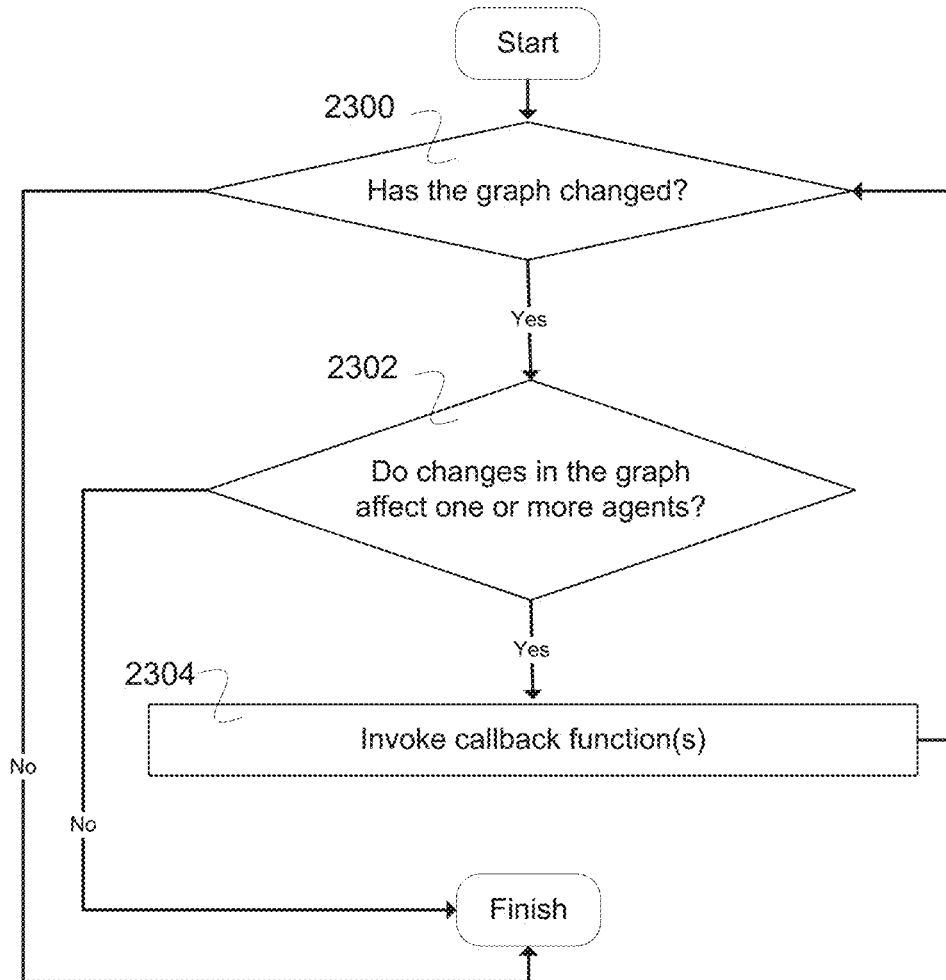 Start
2300
Has the graph changed?
Yes
2302
Do changes in the graph
affect one or more agents?
Yes
2304
Invoke callback function(s)
No
No
Finish